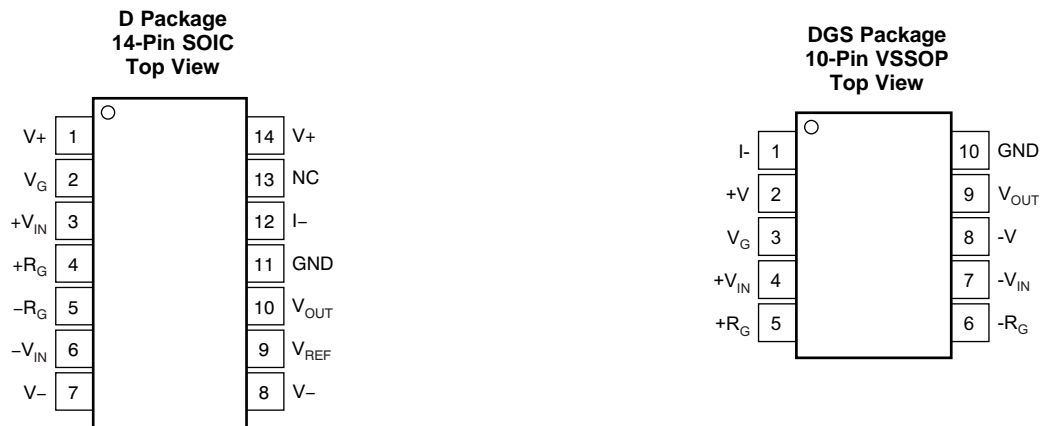 D Package
14-Pin SOIC
Top View
V+ 1 14 V+
VG 2 13 NC
+VIN 3 12 I−
+RG 4 11 GND
−RG 5 10 VOUT
−VIN 6 9 VREF
V− 7 8 V−
DGS Package
10-Pin VSSOP
Top View
I- 1 10 GND
+V 2 9 VOUT
VG 3 8 -V
+VIN 4 7 -VIN
+RG 5 6 -RG